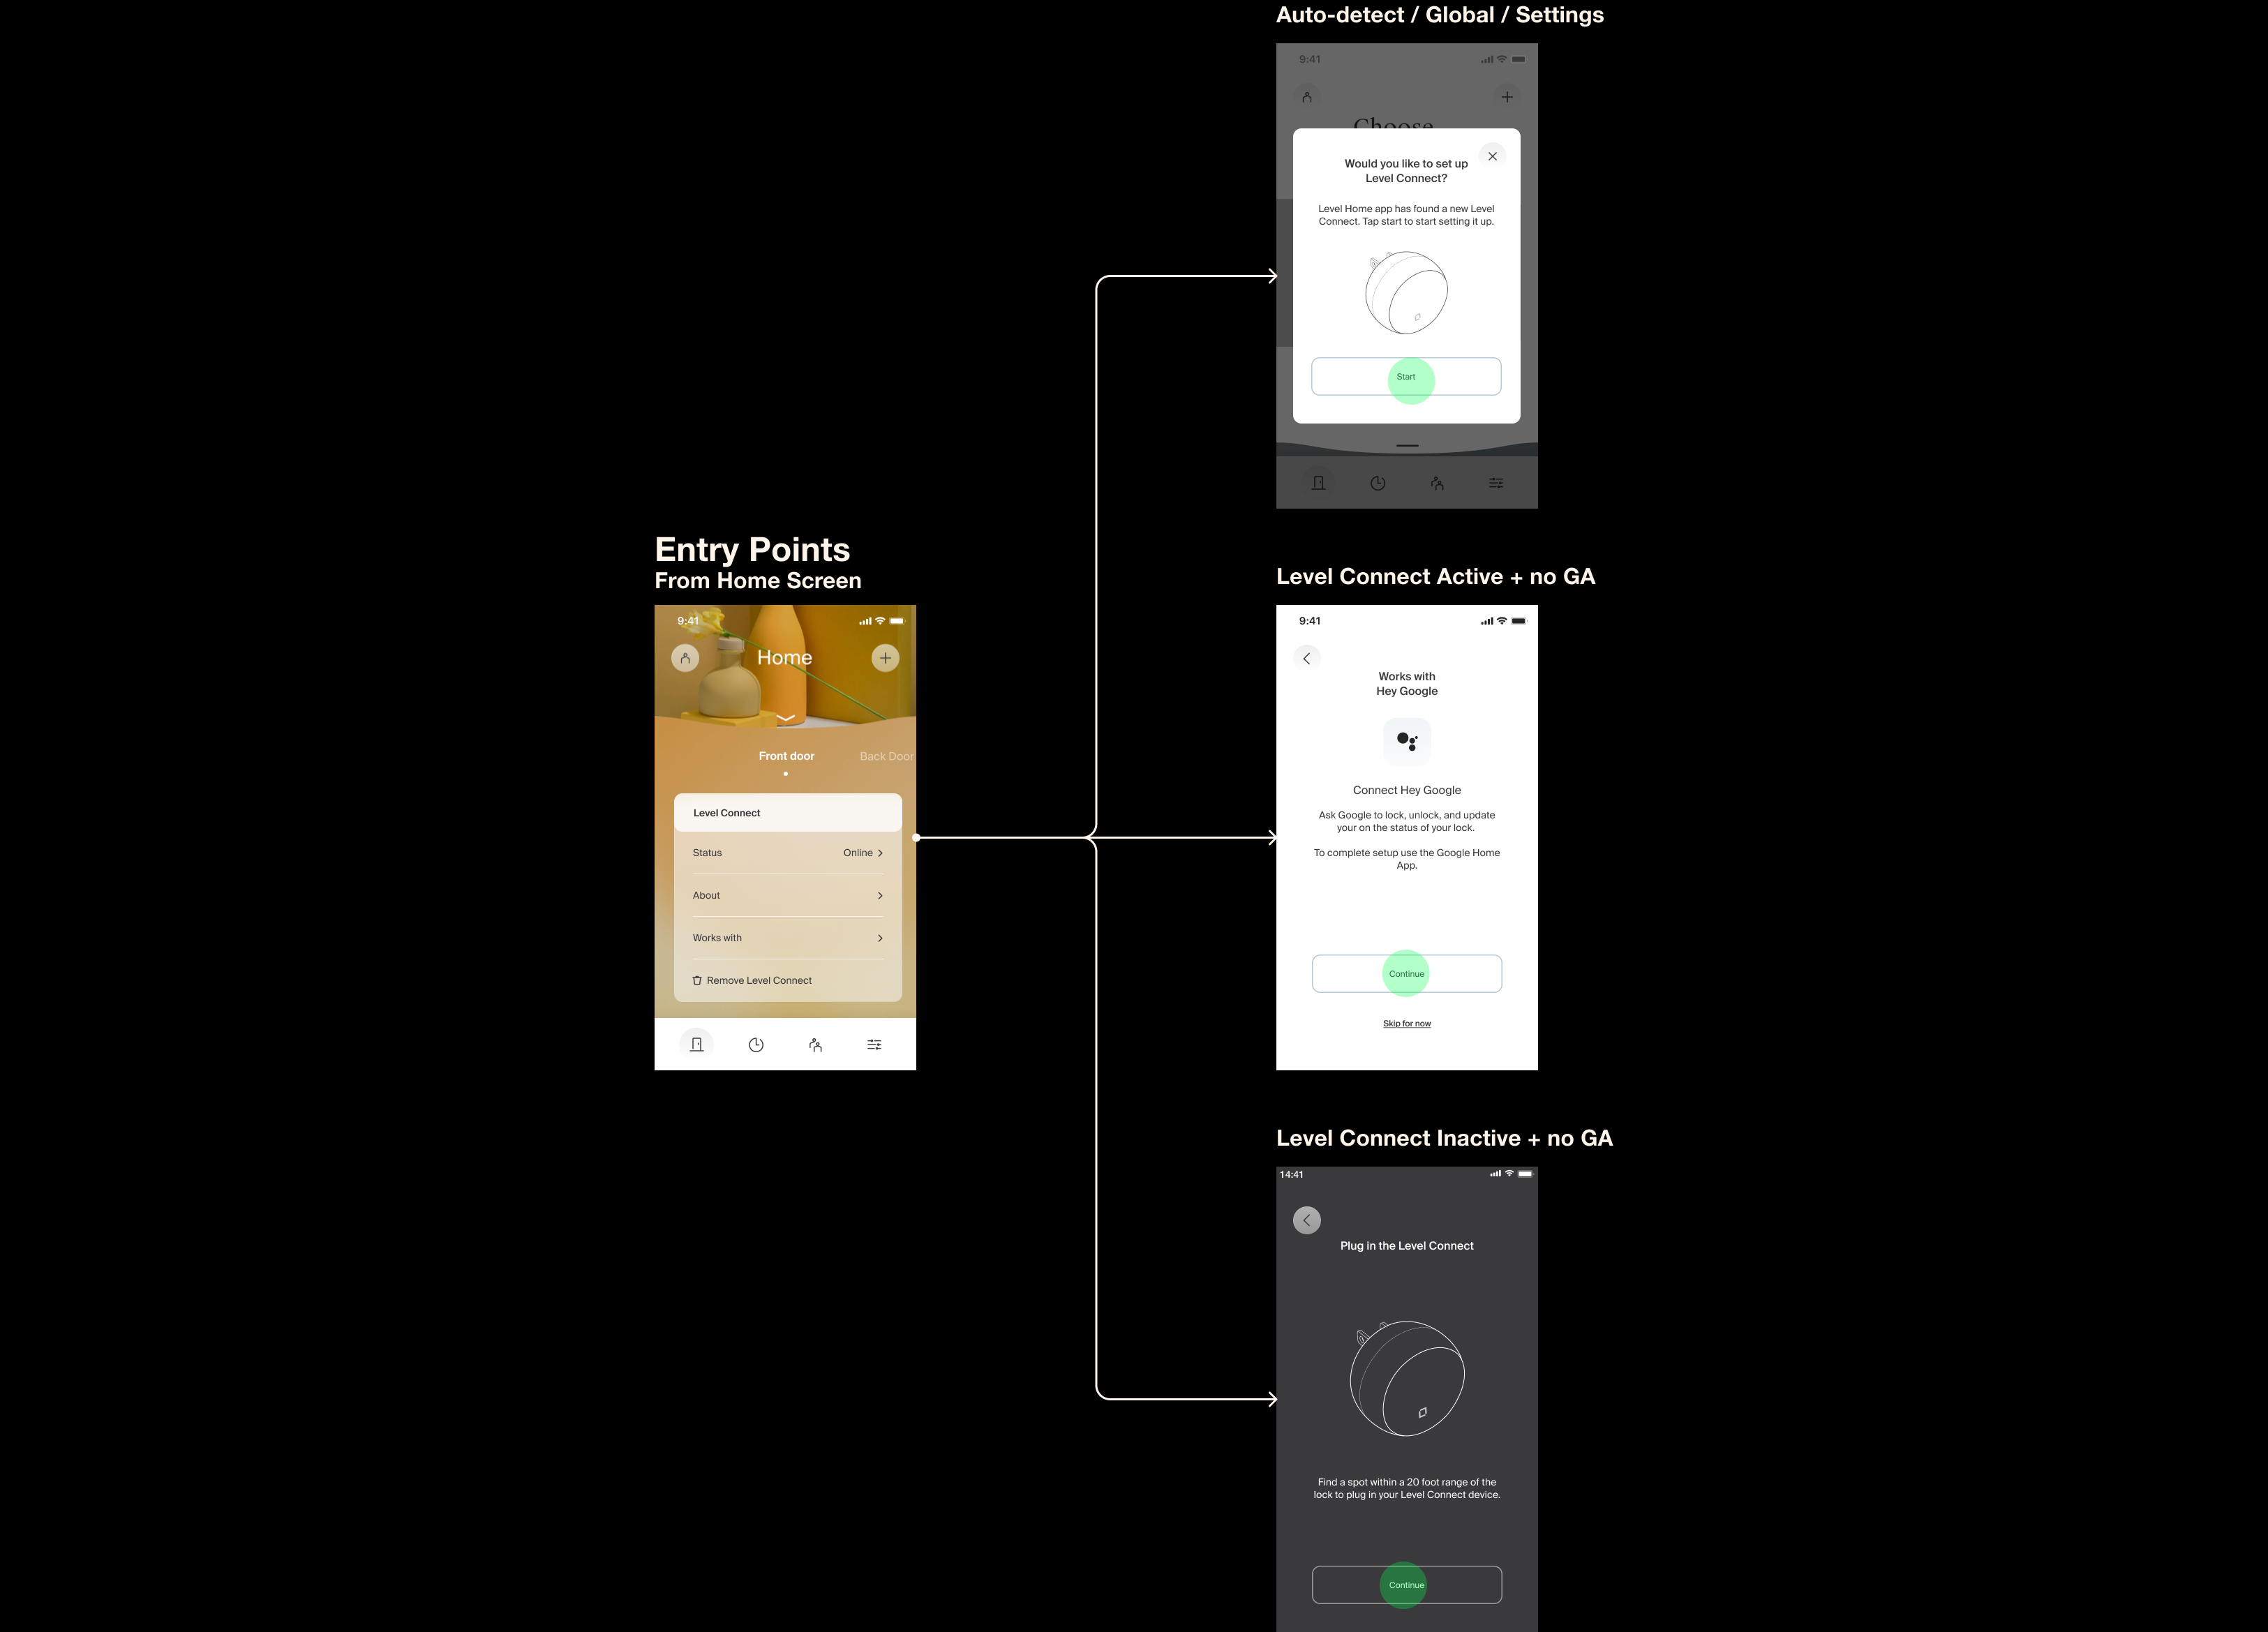 Auto-detect / Global / Settings
9:41
Choose
Would you like to set up
Level Connect?
Level Home app has found a new Level
Connect. Tap start to start setting it up.
Start
Entry Points
From Home Screen
9:41
Home
Front door
Back Door
Level Connect
Status
Online
About
Works with
Remove Level Connect
Level Connect Active + no GA
9:41
Works with
Hey Google
Connect Hey Google
Ask Google to lock, unlock, and update
your on the status of your lock.
To complete setup use the Google Home
App.
Continue
Skip for now
Level Connect Inactive + no GA
14:41
Plug in the Level Connect
Find a spot within a 20 foot range of the
lock to plug in your Level Connect device.
Continue